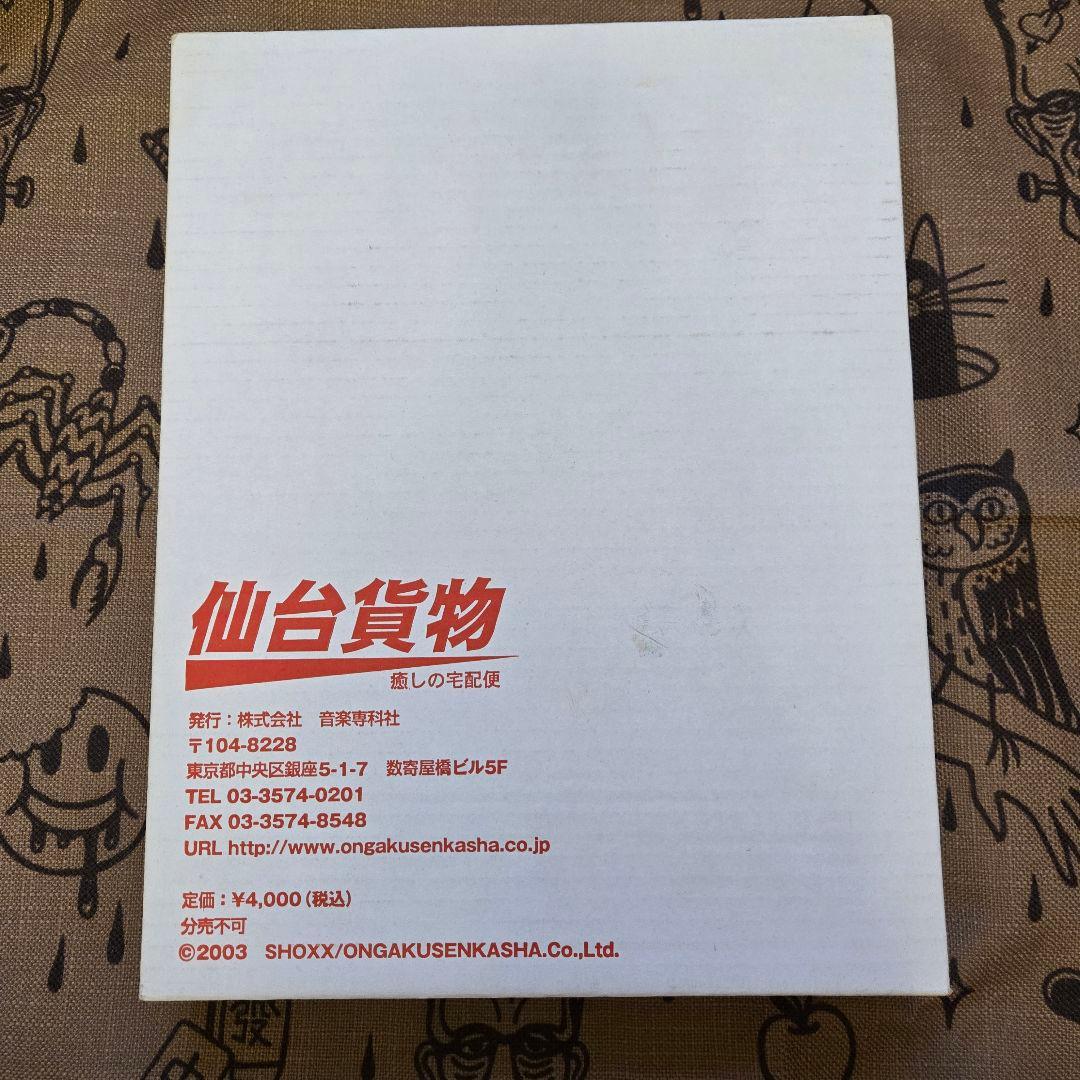 仙台貨物
癒しの宅配便
発行：株式会社　音楽専科社
〒104-8228
東京都中央区銀座5-1-7　数寄屋橋ビル5F
TEL 03-3574-0201
FAX 03-3574-8548
URL http://www.ongakusenkasha.co.jp
定価：¥4,000（税込）
分売不可
©2003　SHOXX/ONGAKUSENKASHA.Co.,Ltd.
發